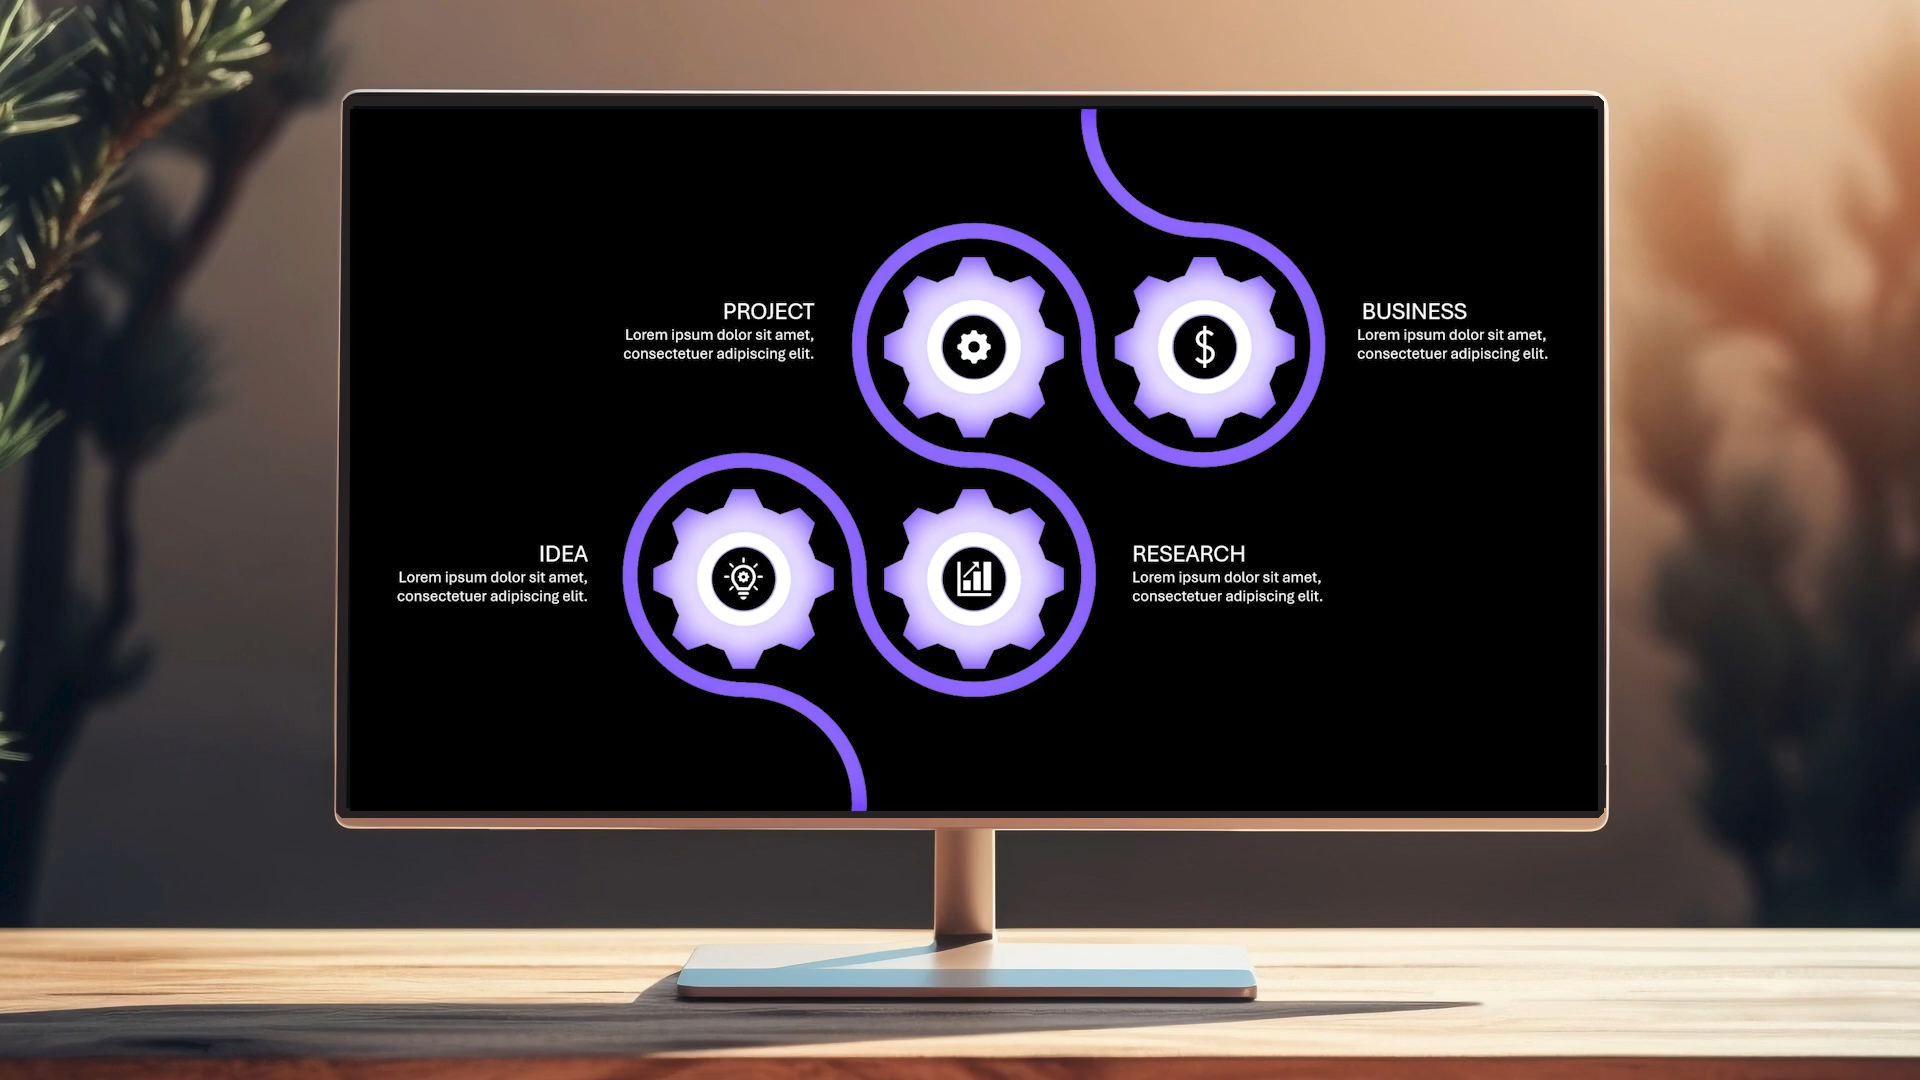 PROJECT
Lorem ipsum dolor sit amet,
consectetuer adipiscing elit.
BUSINESS
Lorem ipsum dolor sit amet,
consectetuer adipiscing elit.
IDEA
Lorem ipsum dolor sit amet,
consectetuer adipiscing elit.
RESEARCH
Lorem ipsum dolor sit amet,
consectetuer adipiscing elit.